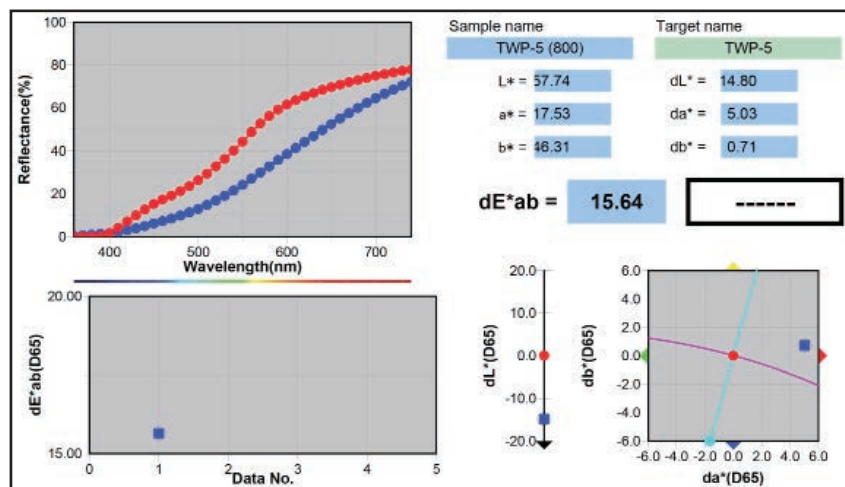 Sample name
Target name
TWP-5 (800)
TWP-5
L* = 57.74
dL* = 14.80
a* = 17.53
da* = 5.03
b* = 46.31
db* = 0.71
dE*ab = 15.64
------
Reflectance(%)
100
80
60
40
20
0
400 500 600 700
Wavelength(nm)
dE*ab(D65)
20.00
15.00
0 1 2 3 4 5
Data No.
dL*(D65)
20.0
10.0
0.0
-10.0
-20.0
db*(D65)
6.0
4.0
2.0
0.0
-2.0
-4.0
-6.0
-6.0 -4.0 -2.0 0.0 2.0 4.0 6.0
da*(D65)